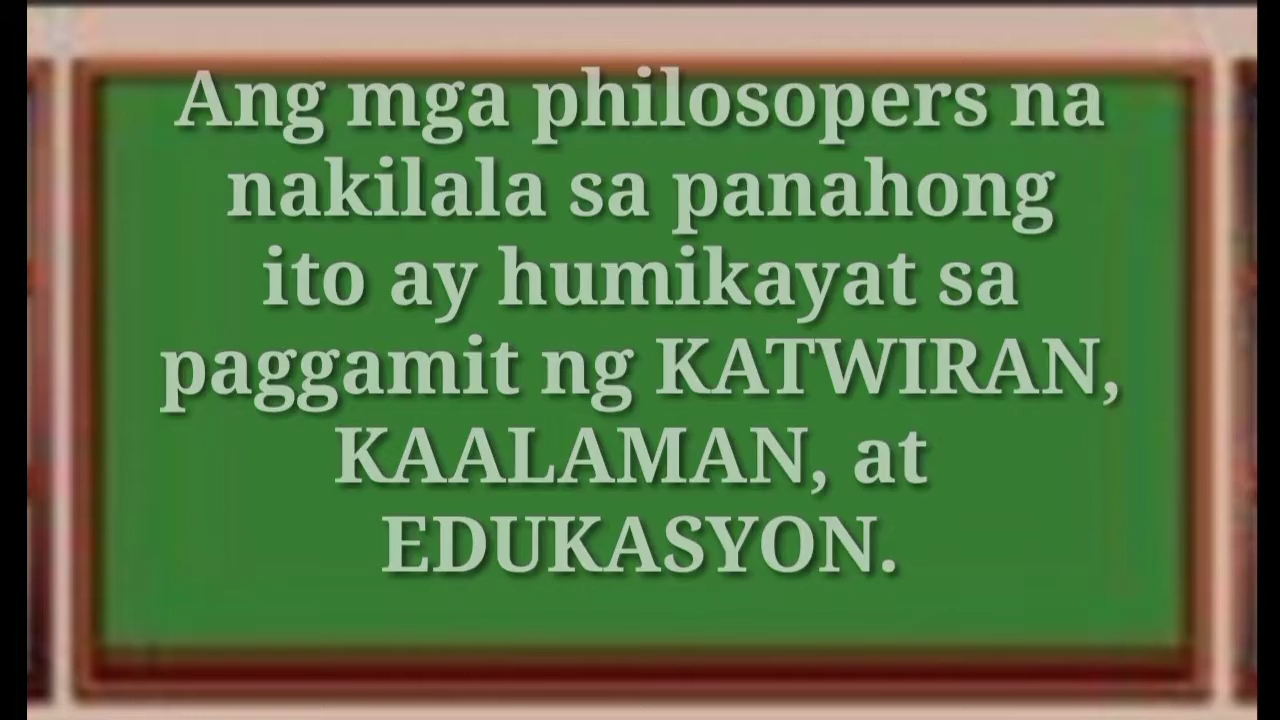 Ang mga philosopers na
nakilala sa panahong
ito ay humikayat sa
paggamit ng KATWIRAN,
KAALAMAN, at
EDUKASYON.